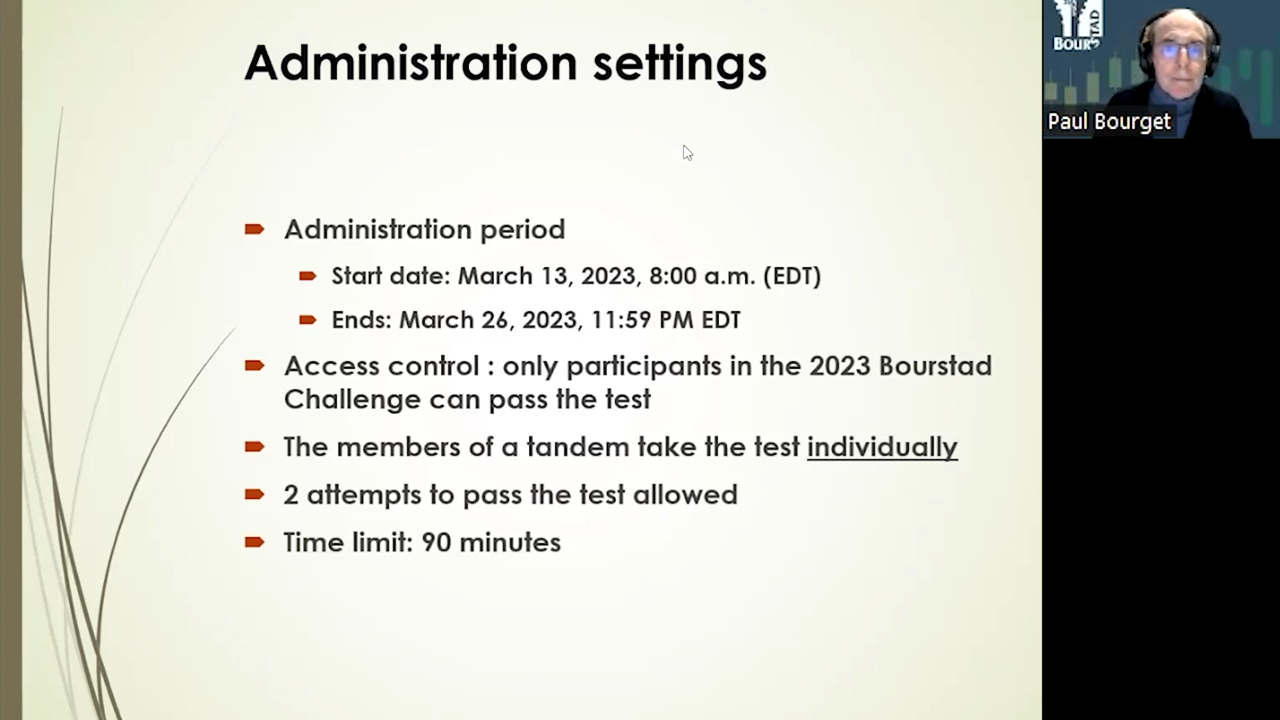 Administration settings
Administration period
Start date: March 13, 2023, 8:00 a.m. (EDT)
Ends: March 26, 2023, 11:59 PM EDT
Access control : only participants in the 2023 Bourstad
Challenge can pass the test
The members of a tandem take the test individually
2 attempts to pass the test allowed
Time limit: 90 minutes
BOURSTAD
Paul Bourget